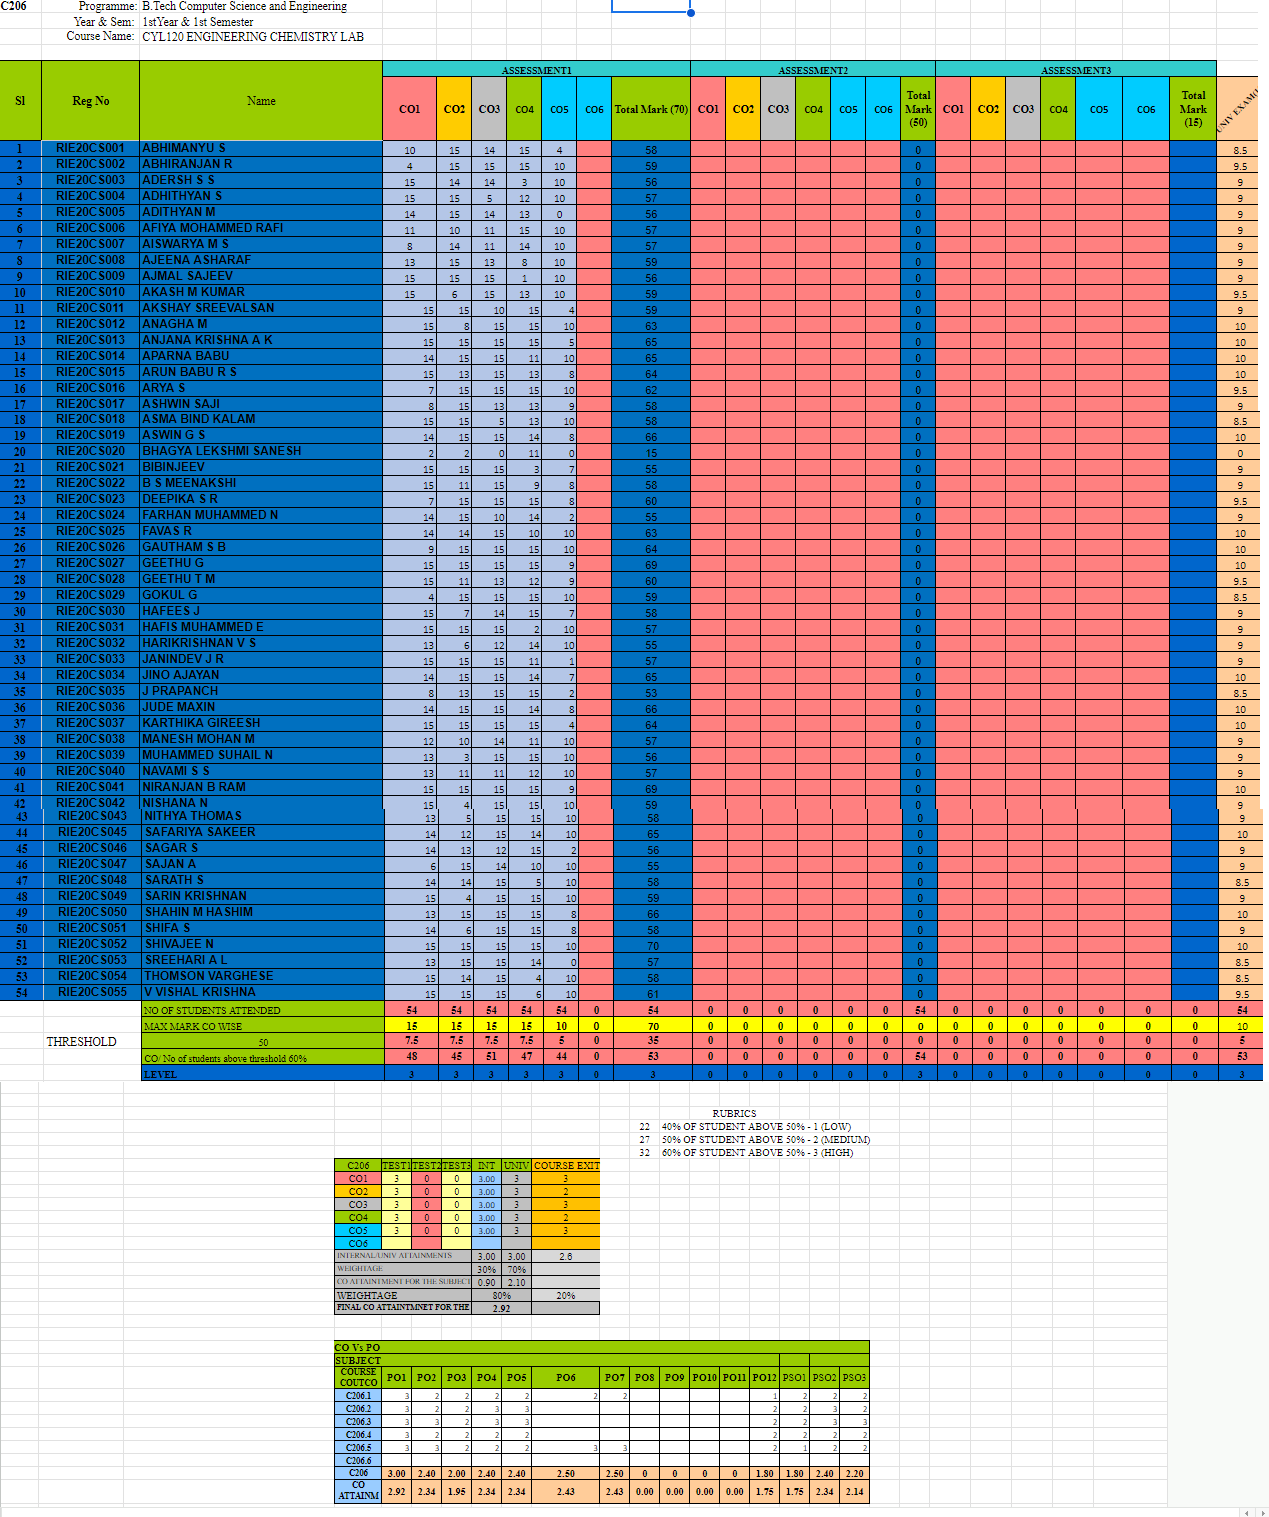 C206 Programme: B.Tech Computer Science and Engineering
Year & Sem: 1stYear & 1st Semester
Course Name: CYL120 ENGINEERING CHEMISTRY LAB
ASSESSMENT1 ASSESSMENT2 ASSESSMENT3
Sl Reg No Name CO1 CO2 CO3 CO4 CO5 CO6 Total Mark (70) CO1 CO2 CO3 CO4 CO5 CO6 Total Mark (50) CO1 CO2 CO3 CO4 CO5 CO6 Total Mark (15) UNIV EXAM(
1 RIE20CS001 ABHIMANYU S 10 15 14 15 4 58 0 8.5
2 RIE20CS002 ABHIRANJAN R 4 15 15 15 10 59 0 9.5
3 RIE20CS003 ADERSH S S 15 14 14 3 10 56 0 9
4 RIE20CS004 ADHITHYAN S 15 15 5 12 10 57 0 9
5 RIE20CS005 ADITHYAN M 14 15 14 13 0 56 0 9
6 RIE20CS006 AFIYA MOHAMMED RAFI 11 10 11 15 10 57 0 9
7 RIE20CS007 AISWARYA M S 8 14 11 14 10 57 0 9
8 RIE20CS008 AJEENA ASHARAF 13 15 13 8 10 59 0 9
9 RIE20CS009 AJMAL SAJEEV 15 15 15 1 10 56 0 9
10 RIE20CS010 AKASH M KUMAR 15 6 15 13 10 59 0 9.5
11 RIE20CS011 AKSHAY SREEVALSAN 15 15 10 15 4 59 0 9
12 RIE20CS012 ANAGHA M 15 8 15 15 10 63 0 10
13 RIE20CS013 ANJANA KRISHNA A K 15 15 15 15 5 65 0 10
14 RIE20CS014 APARNA BABU 14 15 15 11 10 65 0 10
15 RIE20CS015 ARUN BABU R S 15 13 15 13 8 64 0 10
16 RIE20CS016 ARYA S 7 15 15 15 10 62 0 9.5
17 RIE20CS017 ASHWIN SAJI 8 15 13 13 9 58 0 9
18 RIE20CS018 ASMA BIND KALAM 15 15 5 13 10 58 0 8.5
19 RIE20CS019 ASWIN G S 14 15 15 14 8 66 0 10
20 RIE20CS020 BHAGYA LEKSHMI SANESH 2 2 0 11 0 15 0 0
21 RIE20CS021 BIBINJEEV 15 15 15 3 7 55 0 9
22 RIE20CS022 B S MEENAKSHI 15 11 15 9 8 58 0 9
23 RIE20CS023 DEEPIKA S R 7 15 15 15 8 60 0 9.5
24 RIE20CS024 FARHAN MUHAMMED N 14 15 10 14 2 55 0 9
25 RIE20CS025 FAVAS R 14 14 15 10 10 63 0 10
26 RIE20CS026 GAUTHAM S B 9 15 15 15 10 64 0 10
27 RIE20CS027 GEETHU G 15 15 15 15 9 69 0 10
28 RIE20CS028 GEETHU T M 15 11 13 12 9 60 0 9.5
29 RIE20CS029 GOKUL G 4 15 15 15 10 59 0 8.5
30 RIE20CS030 HAFEES J 15 7 14 15 7 58 0 9
31 RIE20CS031 HAFIS MUHAMMED E 15 15 15 2 10 57 0 9
32 RIE20CS032 HARIKRISHNAN V S 13 6 12 14 10 55 0 9
33 RIE20CS033 JANINDEV J R 15 15 15 11 1 57 0 9
34 RIE20CS034 JINO AJAYAN 14 15 15 14 7 65 0 10
35 RIE20CS035 J PRAPANCH 8 13 15 15 2 53 0 8.5
36 RIE20CS036 JUDE MAXIN 14 15 15 14 8 66 0 10
37 RIE20CS037 KARTHIKA GIREESH 15 15 15 15 4 64 0 10
38 RIE20CS038 MANESH MOHAN M 12 10 14 11 10 57 0 9
39 RIE20CS039 MUHAMMED SUHAIL N 13 3 15 15 10 56 0 9
40 RIE20CS040 NAVAMI S S 13 11 11 12 10 57 0 9
41 RIE20CS041 NIRANJAN B RAM 15 15 15 15 9 69 0 10
42 RIE20CS042 NISHANA N 15 4 15 15 10 59 0 9
43 RIE20CS043 NITHYA THOMAS 13 5 15 15 10 58 0 9
44 RIE20CS045 SAFARIYA SAKEER 14 12 15 14 10 65 0 10
45 RIE20CS046 SAGAR S 14 13 12 15 2 56 0 9
46 RIE20CS047 SAJAN A 6 15 14 10 10 55 0 9
47 RIE20CS048 SARATH S 14 14 15 5 10 58 0 8.5
48 RIE20CS049 SARIN KRISHNAN 15 4 15 15 10 59 0 9
49 RIE20CS050 SHAHIN M HASHIM 13 15 15 15 8 66 0 10
50 RIE20CS051 SHIFA S 14 6 15 15 8 58 0 9
51 RIE20CS052 SHIVAJEE N 15 15 15 15 10 70 0 10
52 RIE20CS053 SREEHARI A L 13 15 15 14 0 57 0 8.5
53 RIE20CS054 THOMSON VARGHESE 15 14 15 4 10 58 0 8.5
54 RIE20CS055 V VISHAL KRISHNA 15 15 15 6 10 61 0 9.5
NO OF STUDENTS ATTENDED 54 54 54 54 54 0 54 0 0 0 0 0 0 54 0 0 0 0 0 0 0 54
MAX MARK CO WISE 15 15 15 15 10 0 70 0 0 0 0 0 0 0 0 0 0 0 0 0 0 10
THRESHOLD 50 7.5 7.5 7.5 7.5 5 0 35 0 0 0 0 0 0 0 0 0 0 0 0 0 0 5
CO/ No of students above threshold 60% 48 45 51 47 44 0 53 0 0 0 0 0 0 54 0 0 0 0 0 0 0 53
LEVEL 3 3 3 3 3 0 3 0 0 0 0 0 0 3 0 0 0 0 0 0 0 3
RUBRICS
22 40% OF STUDENT ABOVE 50% - 1 (LOW)
27 50% OF STUDENT ABOVE 50% - 2 (MEDIUM)
32 60% OF STUDENT ABOVE 50% - 3 (HIGH)
C206 TEST1 TEST2 TEST3 INT UNIV COURSE EXIT
CO1 3 0 0 3.00 3 3
CO2 3 0 0 3.00 3 2
CO3 3 0 0 3.00 3 3
CO4 3 0 0 3.00 3 2
CO5 3 0 0 3.00 3 3
CO6
INTERNAL/UNIV ATTAINMENTS 3.00 3.00 2.6
WEIGHTAGE 30% 70%
CO ATTAINTMENT FOR THE SUBJECT 0.90 2.10
WEIGHTAGE 80% 20%
FINAL CO ATTAINTMNET FOR THE 2.92
CO Vs PO
SUBJECT
COURSE COUTCO PO1 PO2 PO3 PO4 PO5 PO6 PO7 PO8 PO9 PO10 PO11 PO12 PSO1 PSO2 PSO3
C206.1 3 2 2 2 2 2 2 1 2 2 2
C206.2 3 2 2 3 3 2 2 3 2
C206.3 3 3 2 3 3 2 2 3 3
C206.4 3 2 2 2 2 2 2 2 2
C206.5 3 3 2 2 2 3 3 2 1 2 2
C206.6
C206 3.00 2.40 2.00 2.40 2.40 2.50 2.50 0 0 0 0 1.80 1.80 2.40 2.20
CO ATTAINM 2.92 2.34 1.95 2.34 2.34 2.43 2.43 0.00 0.00 0.00 0.00 1.75 1.75 2.34 2.14